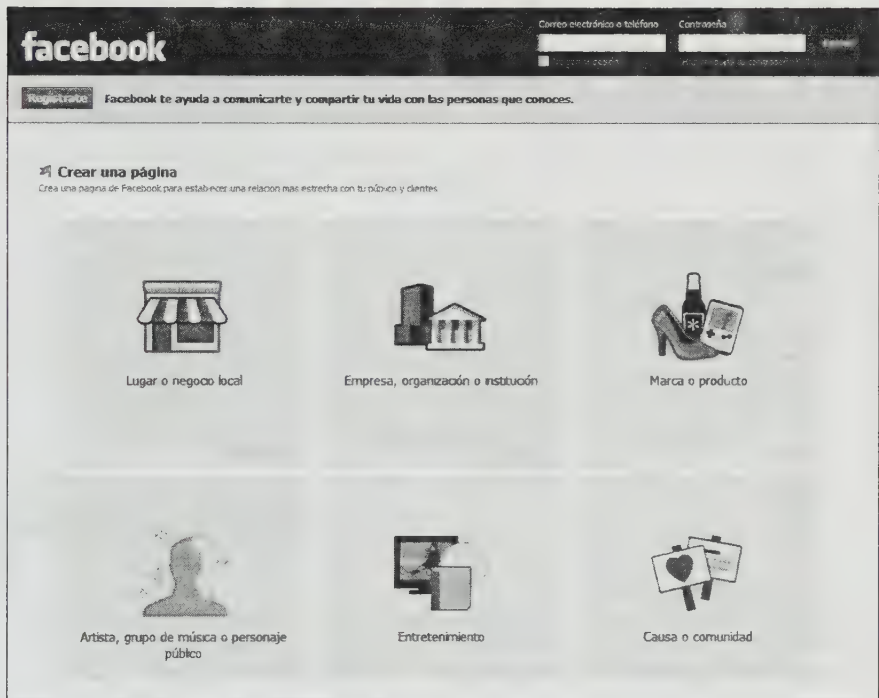 Correo electrónico o teléfono Contraseña
facebook
Regístrate Facebook te ayuda a comunicarte y compartir tu vida con las personas que conoces.
Crear una página
Crea una página de Facebook para establecer una relación más estrecha con tu público y clientes
Lugar o negocio local Empresa, organización o institución Marca o producto
Artista, grupo de música o personaje Entretenimiento Causa o comunidad
público